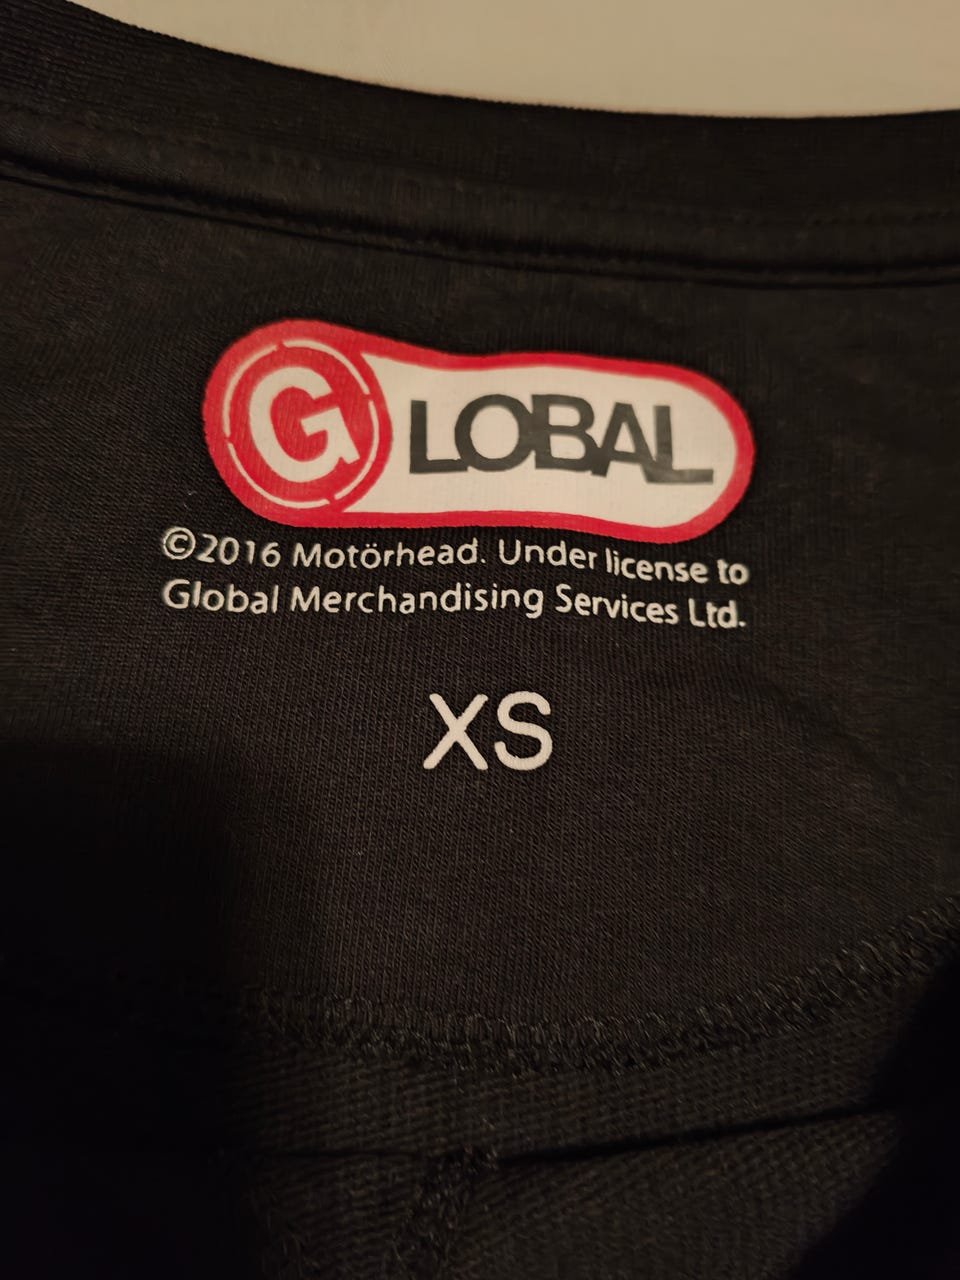 GLOBAL
©2016 Motörhead. Under license to
Global Merchandising Services Ltd.
XS